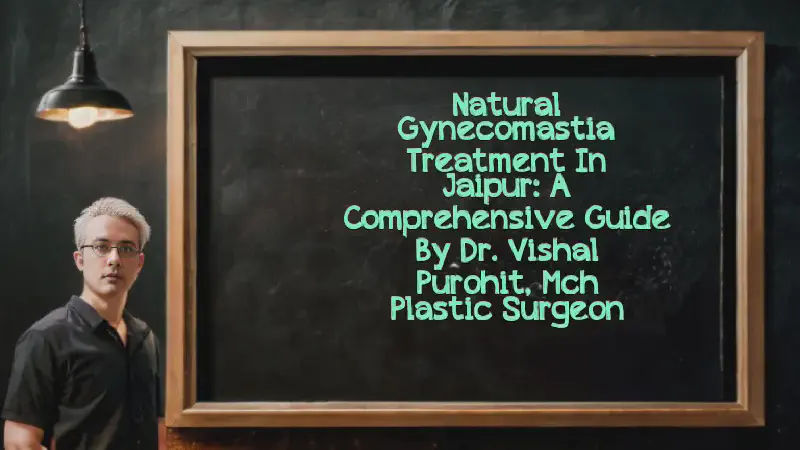 Natural
Gynecomastia
Treatment In
Jaipur: A
Comprehensive Guide
By Dr. Vishal
Purohit, Mch
Plastic Surgeon